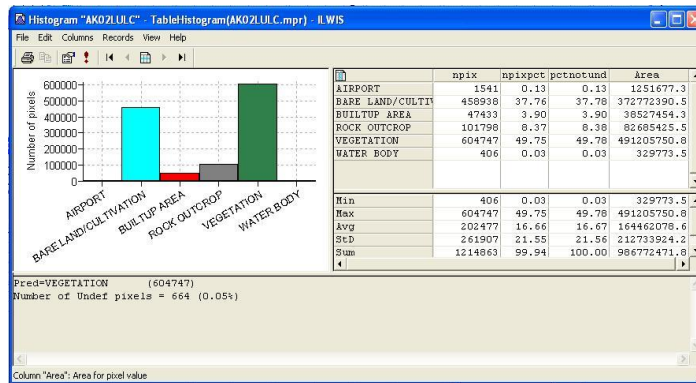 Histogram "AK02LULC" - TableHistogram(AK02LULC.mpr) - ILWIS
File Edit Columns Records View Help
Number of pixels
600000
500000
400000
300000
200000
100000
0
AIRPORT
BARE LAND/CULTIVATION
BUILTUP AREA
ROCK OUTCROP
VEGETATION
WATER BODY
npix npixpct pctnotund Area
AIRPORT 1541 0.13 0.13 1251677.3
BARE LAND/CULTIV 458938 37.76 37.78 372772390.5
BUILTUP AREA 47433 3.90 3.90 38527454.3
ROCK OUTCROP 101798 8.37 8.38 82685425.5
VEGETATION 604747 49.75 49.78 491205750.8
WATER BODY 406 0.03 0.03 329773.5
Min 406 0.03 0.03 329773.5
Max 604747 49.75 49.78 491205750.8
Avg 202477 16.66 16.67 164462078.6
StD 261907 21.55 21.56 212733924.2
Sum 1214863 99.94 100.00 986772471.8
Pred=VEGETATION (604747)
Number of Undef pixels = 664 (0.05%)
Column "Area": Area for pixel value